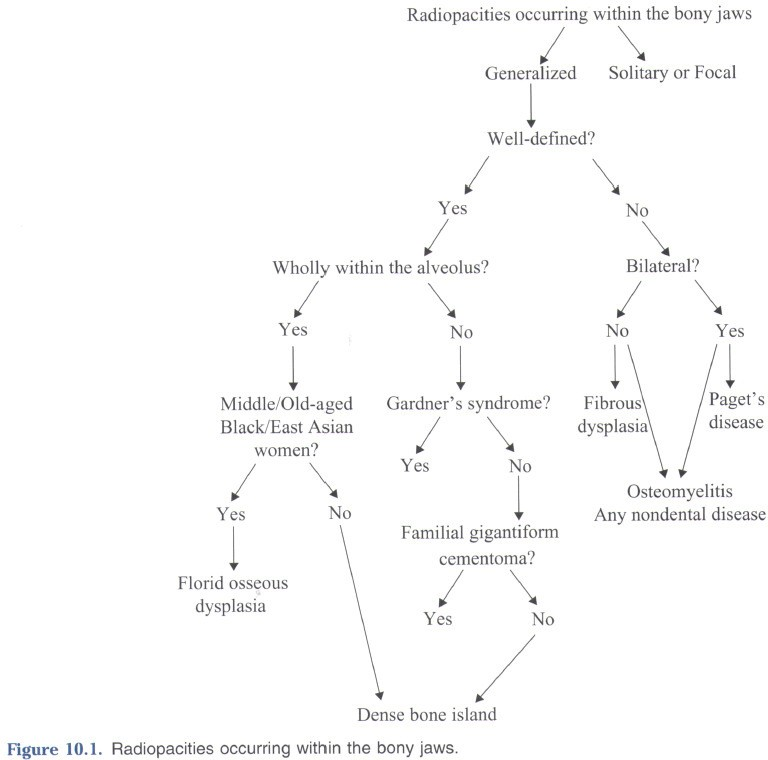 Radiopacities occurring within the bony jaws
Generalized
Solitary or Focal
Well-defined?
Yes
No
Wholly within the alveolus?
Bilateral?
Yes
No
No
Yes
Middle/Old-aged
Black/East Asian
women?
Gardner's syndrome?
Fibrous
dysplasia
Paget's
disease
Yes
No
Yes
No
Osteomyelitis
Any nondental disease
Familial gigantiform
cementoma?
Florid osseous
dysplasia
Yes
No
Dense bone island
Figure 10.1. Radiopacities occurring within the bony jaws.